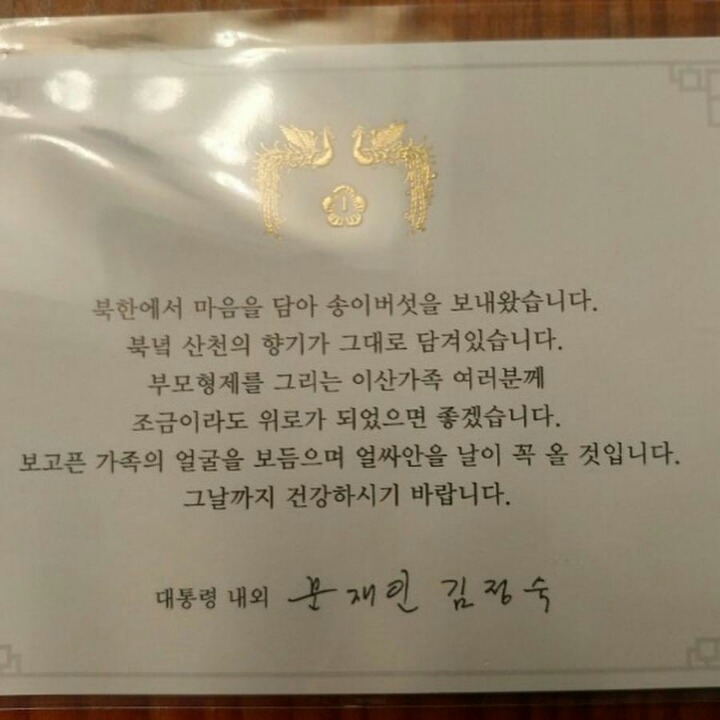 북한에서 마음을 담아 송이버섯을 보내왔습니다.
북녘 산천의 향기가 그대로 담겨있습니다.
부모형제를 그리는 이산가족 여러분께
조금이라도 위로가 되었으면 좋겠습니다.
보고픈 가족의 얼굴을 보듬으며 얼싸안을 날이 꼭 올 것입니다.
그날까지 건강하시기 바랍니다.
대통령 내외 문재인 김정숙